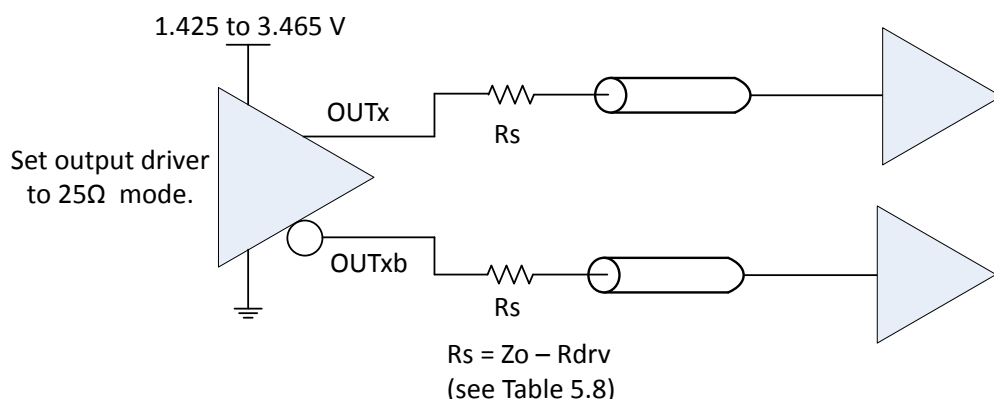 1.425 to 3.465 V
OUTx
Rs
Set output driver
to 25Ω mode.
OUTxb
Rs
Rs = Zo – Rdrv
(see Table 5.8)